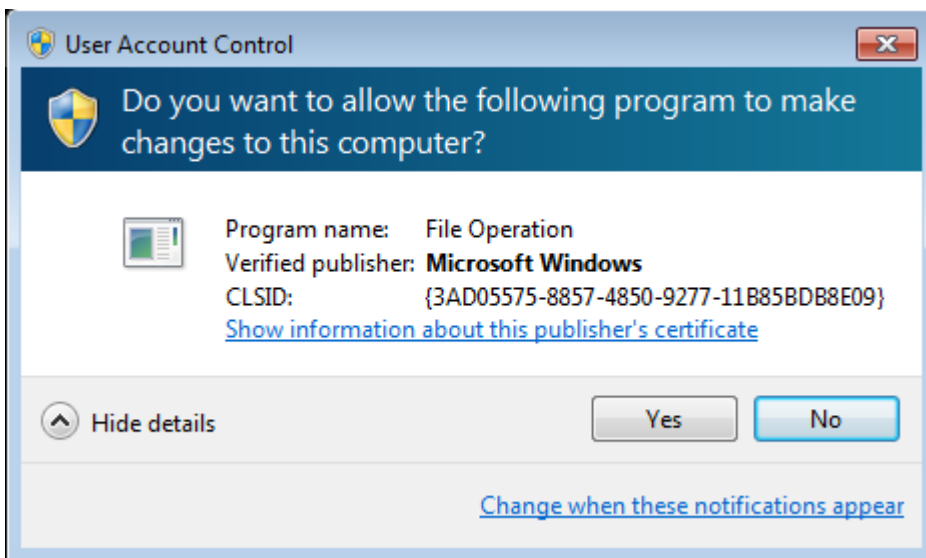 User Account Control
Do you want to allow the following program to make
changes to this computer?
Program name: File Operation
Verified publisher: Microsoft Windows
CLSID: {3AD05575-8857-4850-9277-11B85BDB8E09}
Show information about this publisher's certificate
Hide details
Yes
No
Change when these notifications appear